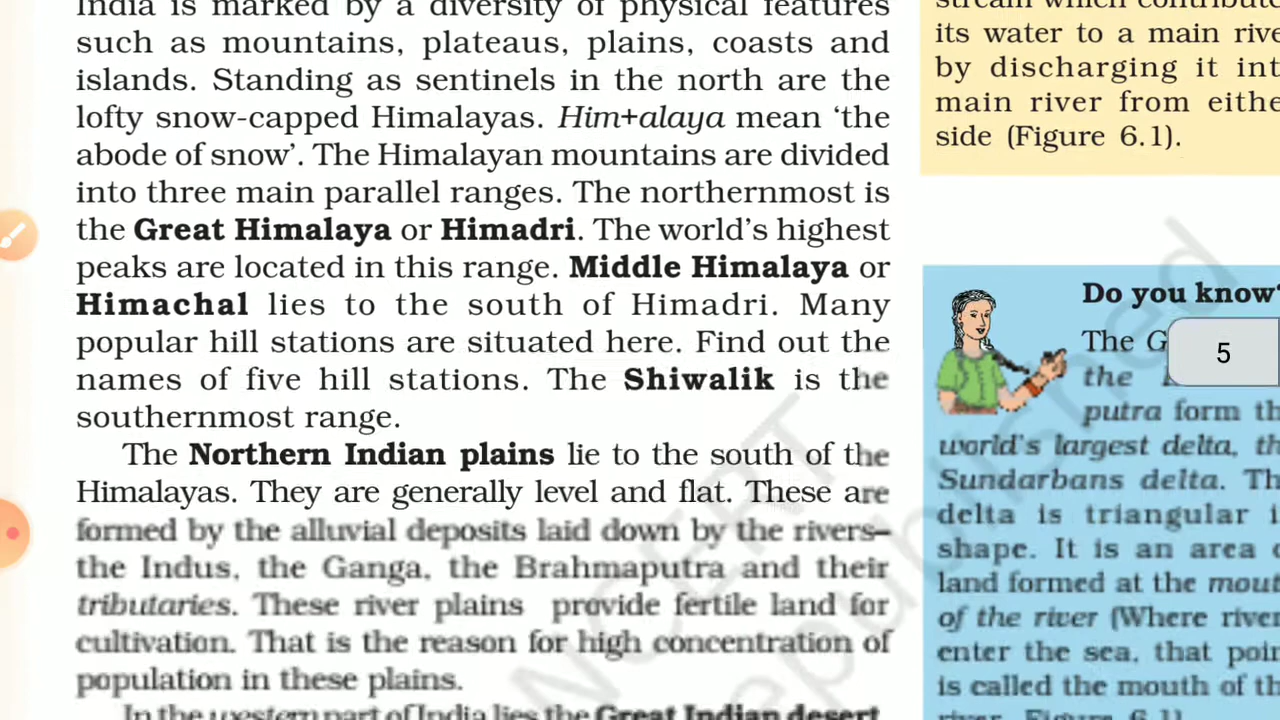 India is marked by a diversity of physical features
such as mountains, plateaus, plains, coasts and
islands. Standing as sentinels in the north are the
lofty snow-capped Himalayas. Him+alaya mean ‘the
abode of snow’. The Himalayan mountains are divided
into three main parallel ranges. The northernmost is
the Great Himalaya or Himadri. The world's highest
peaks are located in this range. Middle Himalaya or
Himachal lies to the south of Himadri. Many
popular hill stations are situated here. Find out the
names of five hill stations. The Shiwalik is the
southernmost range.
The Northern Indian plains lie to the south of the
Himalayas. They are generally level and flat. These are
formed by the alluvial deposits laid down by the rivers–
the Indus, the Ganga, the Brahmaputra and their
tributaries. These river plains provide fertile land for
cultivation. That is the reason for high concentration of
population in these plains.
In the western part of India lies the Great Indian desert
stream which contribut
its water to a main rive
by discharging it int
main river from eithe
side (Figure 6.1).
Do you know?
The G
5
the
putra form th
world's largest delta, th
Sundarbans delta. Th
delta is triangular i
shape. It is an area o
land formed at the mout
of the river (Where river
enter the sea, that poin
is called the mouth of th
river, Figure 6.1)
NCERT
republished